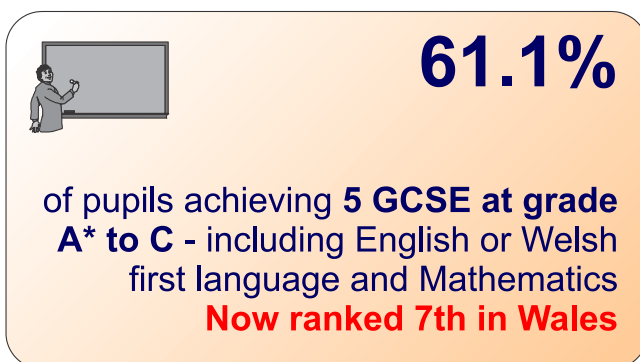 61.1%
of pupils achieving 5 GCSE at grade
A* to C - including English or Welsh
first language and Mathematics
Now ranked 7th in Wales